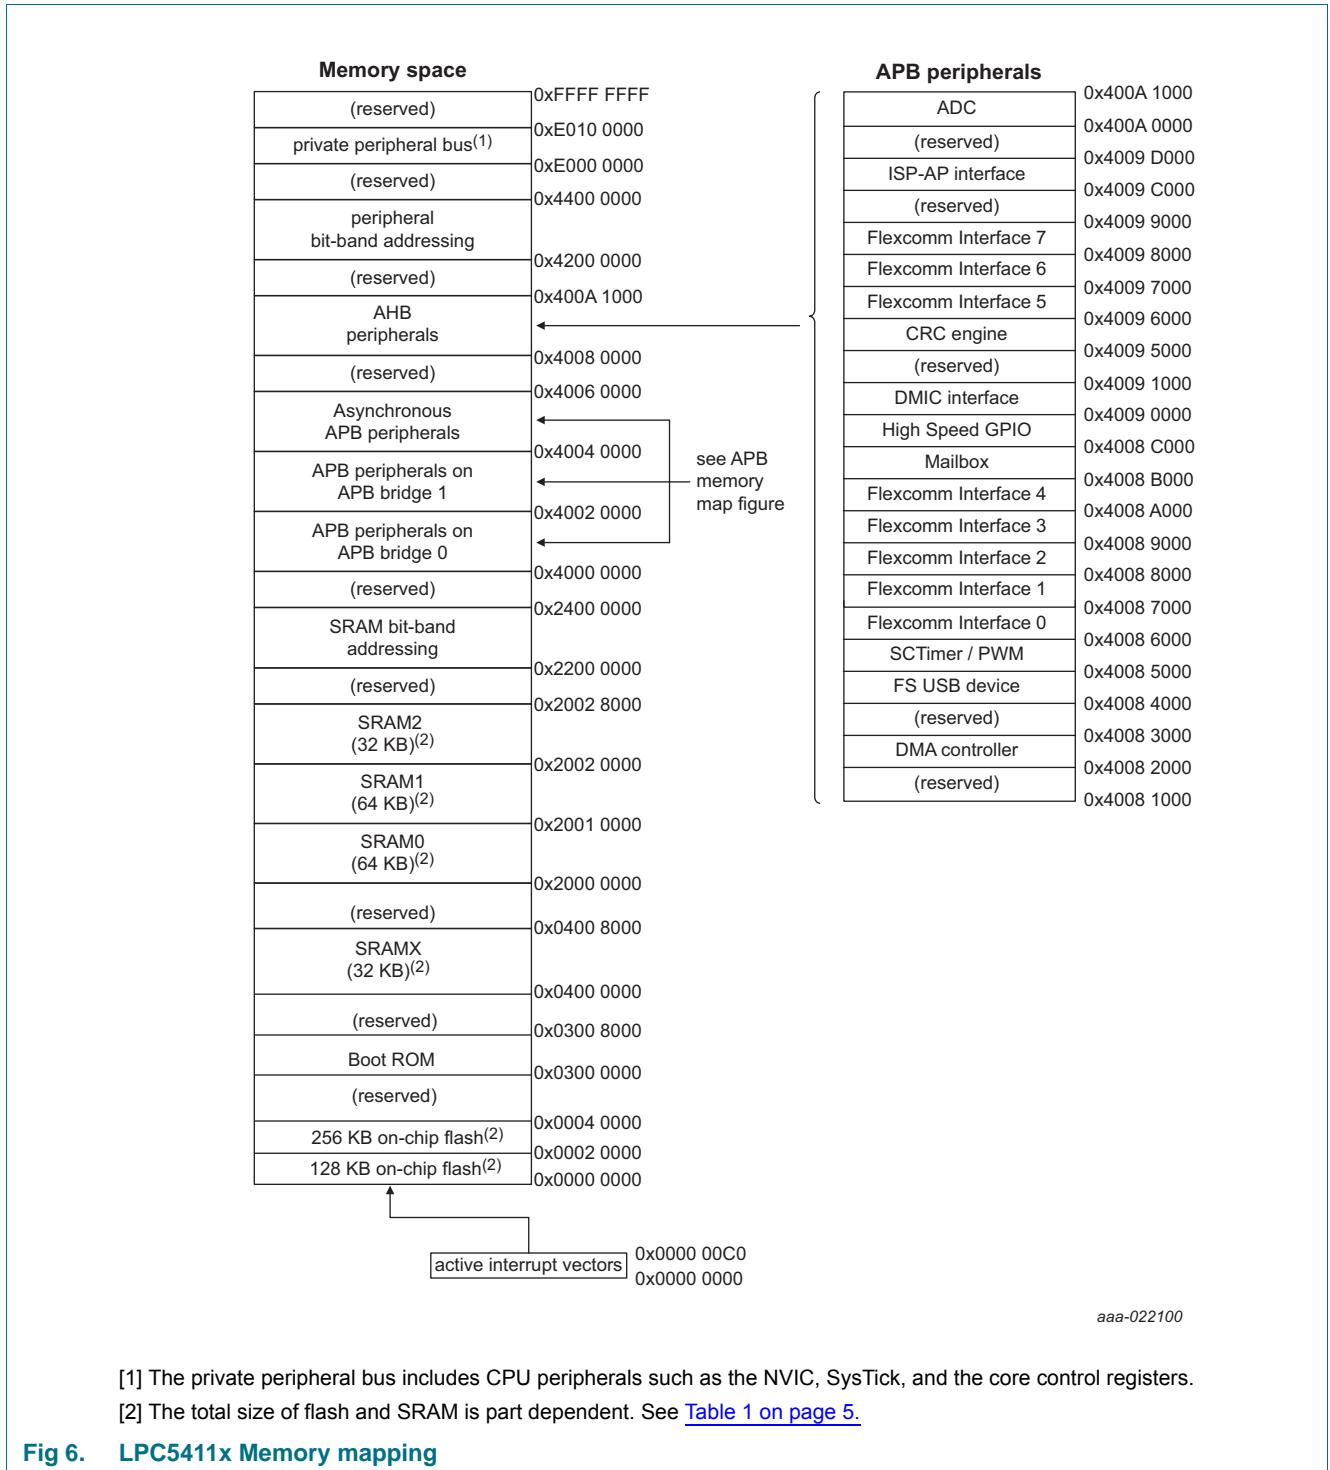 Memory space
(reserved)
0xFFFF FFFF
private peripheral bus(1)
0xE010 0000
(reserved)
0xE000 0000
peripheral
bit-band addressing
0x4400 0000
(reserved)
0x4200 0000
AHB
peripherals
0x400A 1000
(reserved)
0x4008 0000
Asynchronous
APB peripherals
0x4006 0000
APB peripherals on
APB bridge 1
0x4004 0000
APB peripherals on
APB bridge 0
0x4002 0000
(reserved)
0x4000 0000
SRAM bit-band
addressing
0x2400 0000
(reserved)
0x2200 0000
SRAM2
(32 KB)(2)
0x2002 8000
SRAM1
(64 KB)(2)
0x2002 0000
SRAM0
(64 KB)(2)
0x2001 0000
(reserved)
0x2000 0000
SRAMX
(32 KB)(2)
0x0400 8000
(reserved)
0x0400 0000
Boot ROM
0x0300 8000
(reserved)
0x0300 0000
256 KB on-chip flash(2)
0x0004 0000
128 KB on-chip flash(2)
0x0002 0000
0x0000 0000
see APB
memory
map figure
active interrupt vectors
0x0000 00C0
0x0000 0000
APB peripherals
ADC
0x400A 1000
(reserved)
0x400A 0000
ISP-AP interface
0x4009 D000
(reserved)
0x4009 C000
Flexcomm Interface 7
0x4009 9000
Flexcomm Interface 6
0x4009 8000
Flexcomm Interface 5
0x4009 7000
CRC engine
0x4009 6000
(reserved)
0x4009 5000
DMIC interface
0x4009 1000
High Speed GPIO
0x4009 0000
Mailbox
0x4008 C000
Flexcomm Interface 4
0x4008 B000
Flexcomm Interface 3
0x4008 A000
Flexcomm Interface 2
0x4008 9000
Flexcomm Interface 1
0x4008 8000
Flexcomm Interface 0
0x4008 7000
SCTimer / PWM
0x4008 6000
FS USB device
0x4008 5000
(reserved)
0x4008 4000
DMA controller
0x4008 3000
(reserved)
0x4008 2000
0x4008 1000
aaa-022100
[1] The private peripheral bus includes CPU peripherals such as the NVIC, SysTick, and the core control registers.
[2] The total size of flash and SRAM is part dependent. See Table 1 on page 5.
Fig 6. LPC5411x Memory mapping